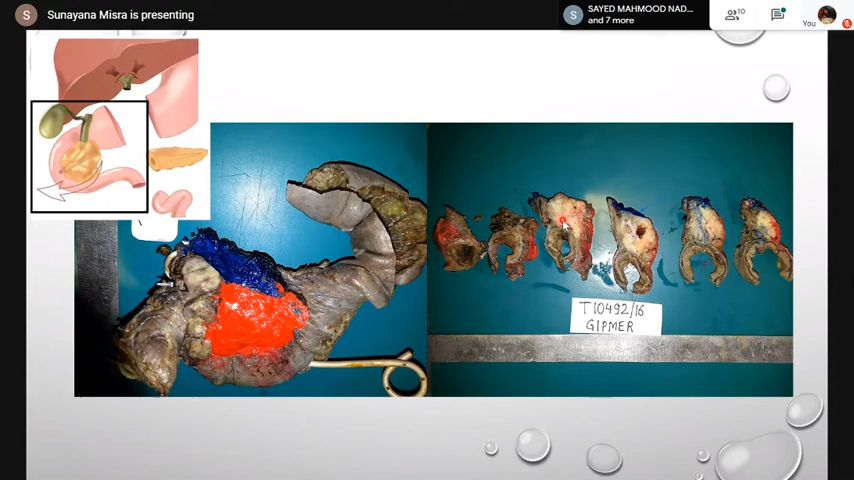 S Sunayana Misra is presenting
S SAYED MAHMOOD NAD...
and 7 more
10
You
T10492/16
GIPMER